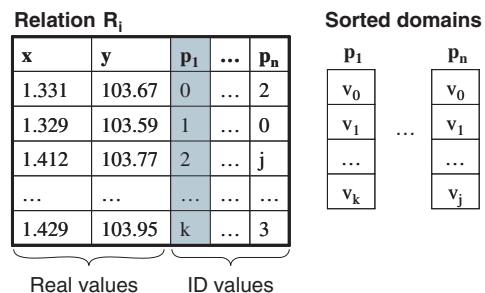 Relation Rᵢ
x y p₁ ... pₙ
1.331 103.67 0 ... 2
1.329 103.59 1 ... 0
1.412 103.77 2 ... j
... ... ... ... ...
1.429 103.95 k ... 3
Real values ID values
Sorted domains
p₁ pₙ
v₀ v₀
v₁ ... v₁
... ...
vₖ vⱼ